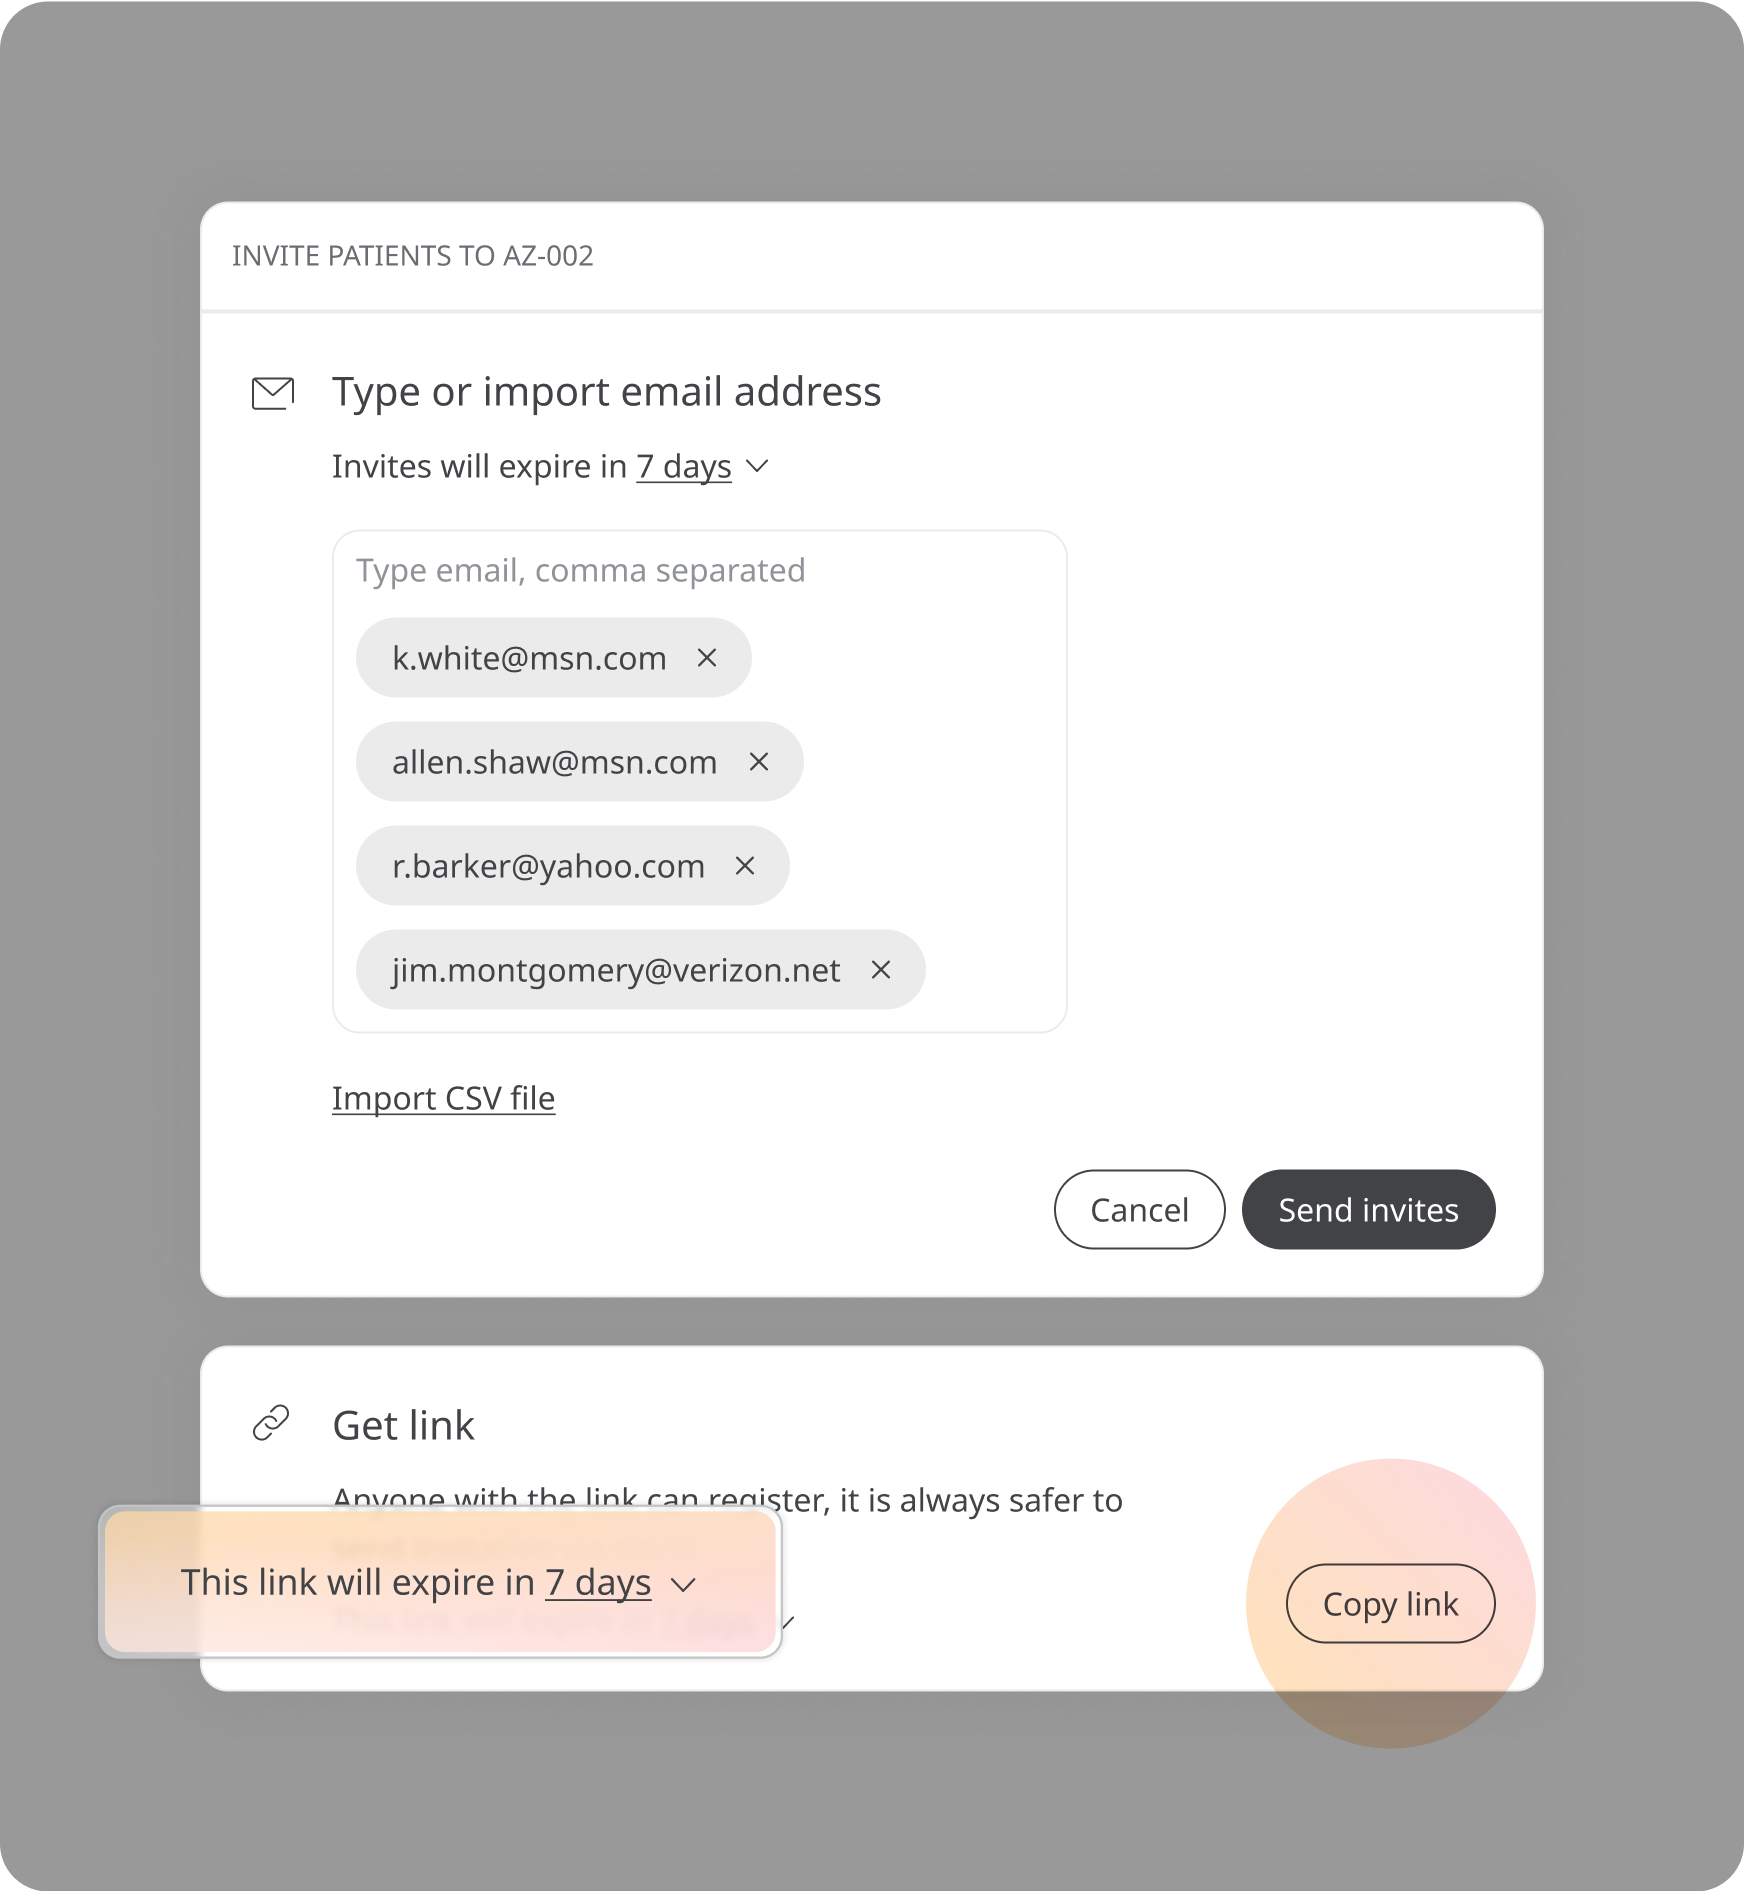 INVITE PATIENTS TO AZ-002
Type or import email address
Invites will expire in 7 days
Type email, comma separated
k.white@msn.com
allen.shaw@msn.com
r.barker@yahoo.com
jim.montgomery@verizon.net
Import CSV file
Cancel
Send invites
Get link
Anyone with the link can register, it is always safer to
This link will expire in 7 days
Copy link